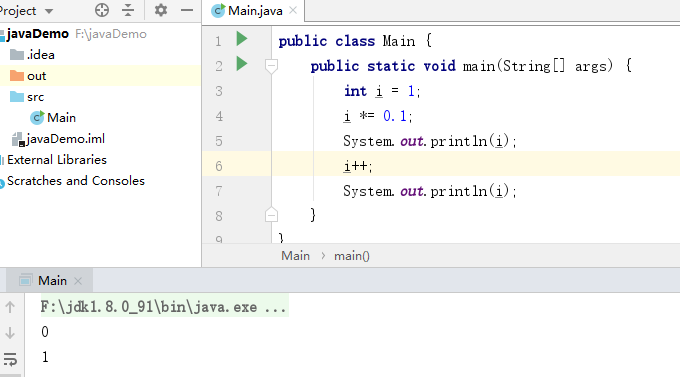 Project
javaDemo F:\javaDemo
.idea
out
src
Main
javaDemo.iml
External Libraries
Scratches and Consoles
Main.java
1 public class Main {
2 public static void main(String[] args) {
3 int i = 1;
4 i *= 0.1;
5 System.out.println(i);
6 i++;
7 System.out.println(i);
8 }
9 }
Main > main()
Main
F:\jdk1.8.0_91\bin\java.exe ...
0
1